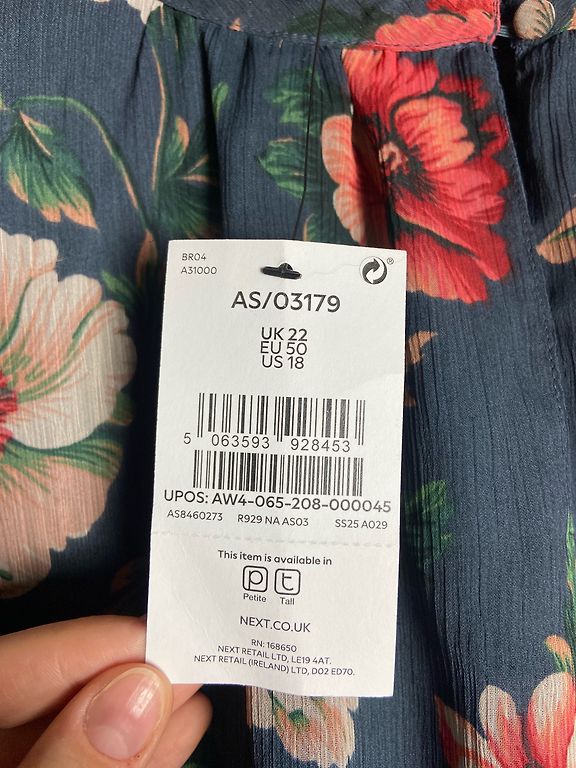 BR04
A31000
®
AS/03179
UK 22
EU 50
US 18
5 063593 928453
UPOS: AW4-065-208-000045
AS8460273 R929 NA AS03 SS25 A029
This item is available in
p t
Petite Tall
NEXT.CO.UK
RN: 168650
NEXT RETAIL LTD, LE19 4AT.
NEXT RETAIL (IRELAND) LTD, D02 ED70.